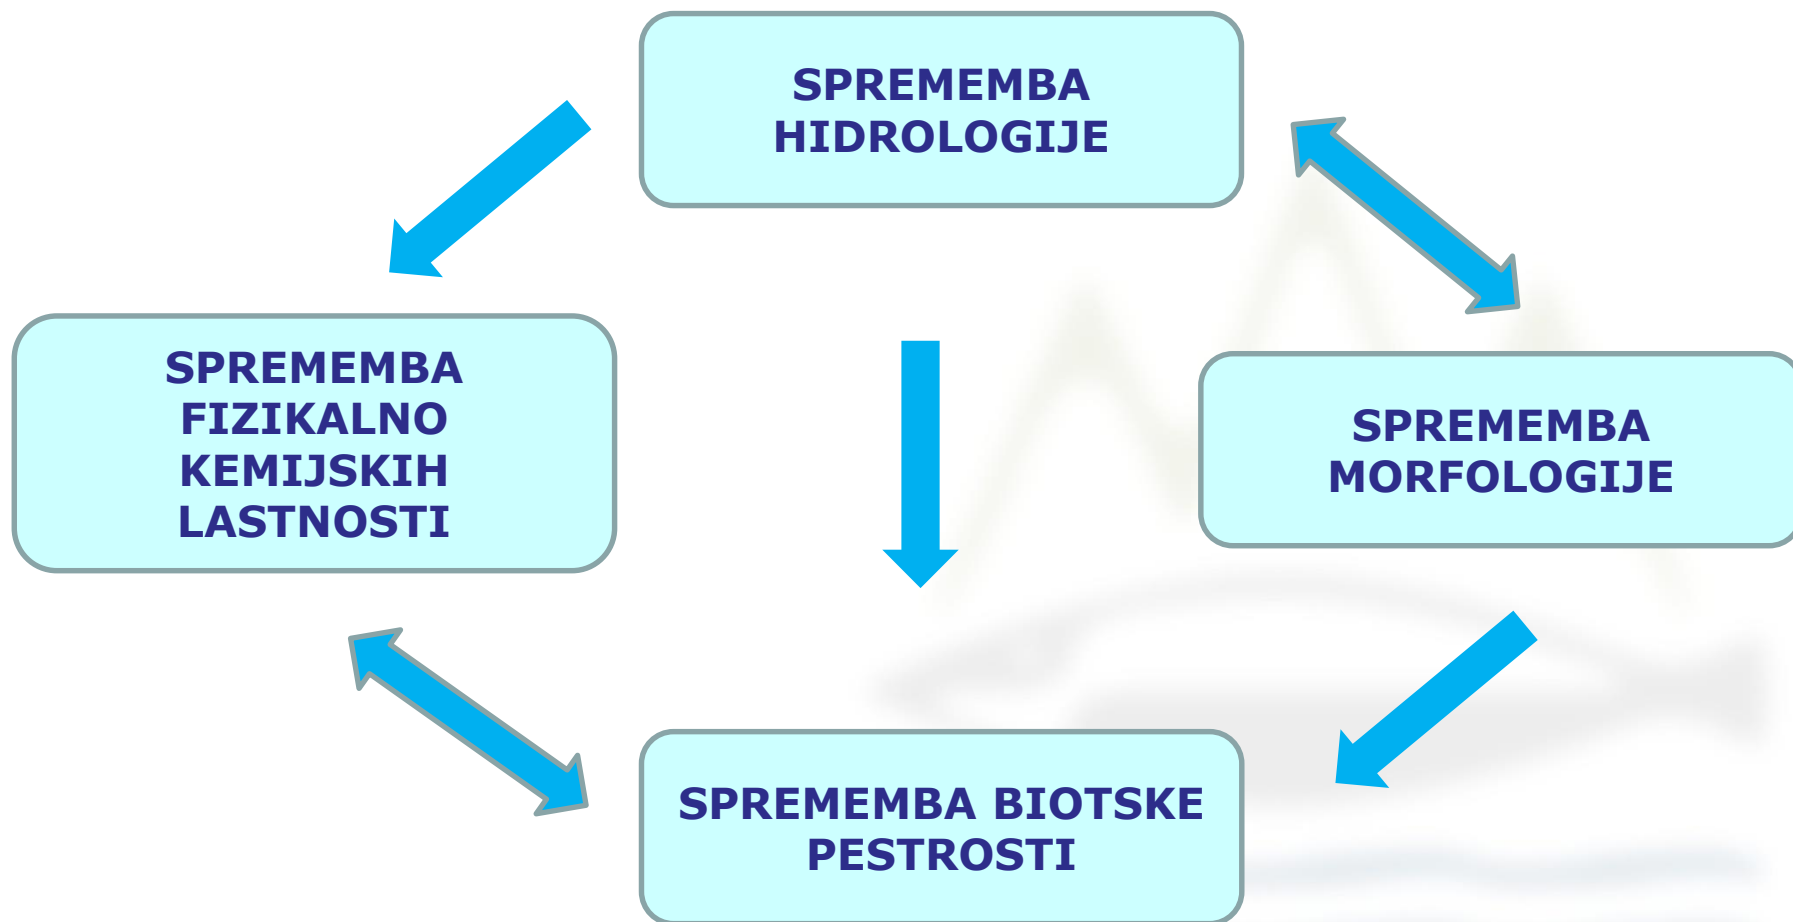 SPREMEMBA
HIDROLOGIJE
SPREMEMBA
FIZIKALNO
KEMIJSKIH
LASTNOSTI
SPREMEMBA
MORFOLOGIJE
SPREMEMBA BIOTSKE
PESTROSTI